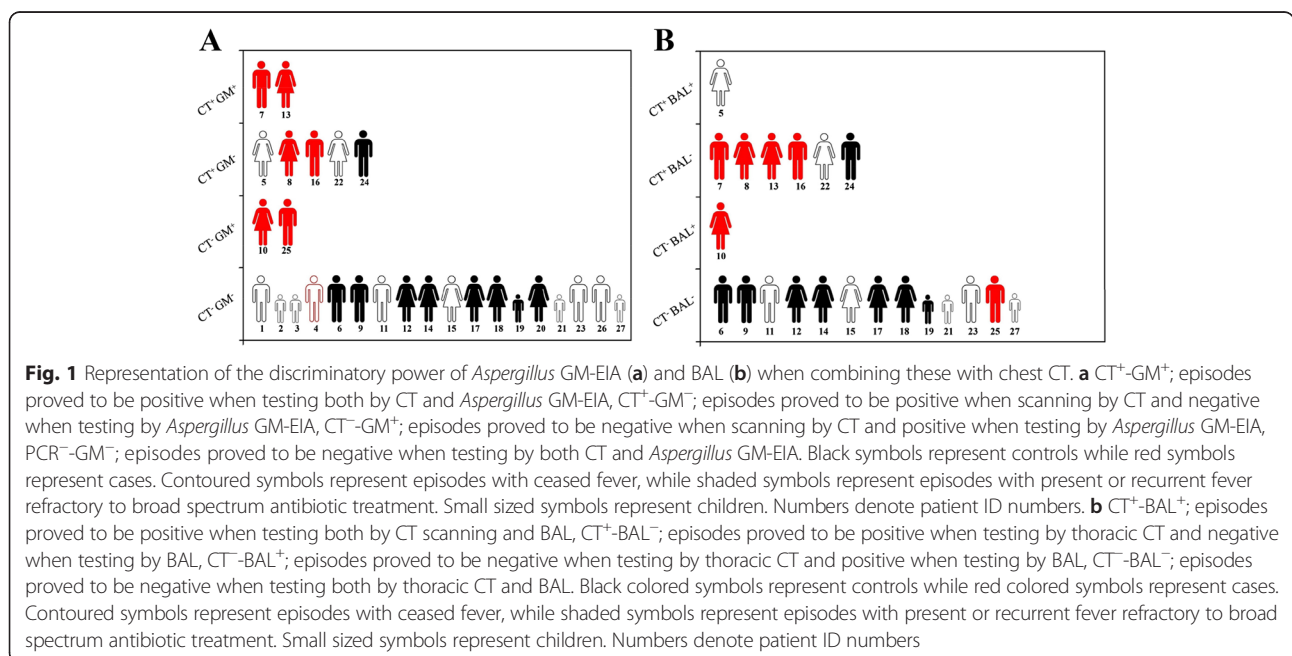 A
B
CT⁺ GM⁺
7 13
CT⁺ GM⁻
5 8 16 22 24
CT⁻ GM⁺
10 25
CT⁻ GM⁻
1 2 3 4 6 9 11 12 14 15 17 18 19 20 21 23 26 27
CT⁺ BAL⁺
5
CT⁺ BAL⁻
7 8 13 16 22 24
CT⁻ BAL⁺
10
CT⁻ BAL⁻
6 9 11 12 14 15 17 18 19 21 23 25 27
Fig. 1 Representation of the discriminatory power of Aspergillus GM-EIA (a) and BAL (b) when combining these with chest CT. a CT⁺-GM⁺; episodes
proved to be positive when testing both by CT and Aspergillus GM-EIA, CT⁺-GM⁻; episodes proved to be positive when scanning by CT and negative
when testing by Aspergillus GM-EIA, CT⁻-GM⁺; episodes proved to be negative when scanning by CT and positive when testing by Aspergillus GM-EIA,
PCR⁻-GM⁻; episodes proved to be negative when testing by both CT and Aspergillus GM-EIA. Black symbols represent controls while red symbols
represent cases. Contoured symbols represent episodes with ceased fever, while shaded symbols represent episodes with present or recurrent fever
refractory to broad spectrum antibiotic treatment. Small sized symbols represent children. Numbers denote patient ID numbers. b CT⁺-BAL⁺; episodes
proved to be positive when testing both by CT scanning and BAL, CT⁺-BAL⁻; episodes proved to be positive when testing by thoracic CT and negative
when testing by BAL, CT⁻-BAL⁺; episodes proved to be negative when testing by thoracic CT and positive when testing by BAL, CT⁻-BAL⁻; episodes
proved to be negative when testing both by thoracic CT and BAL. Black colored symbols represent controls while red colored symbols represent cases.
Contoured symbols represent episodes with ceased fever, while shaded symbols represent episodes with present or recurrent fever refractory to broad
spectrum antibiotic treatment. Small sized symbols represent children. Numbers denote patient ID numbers